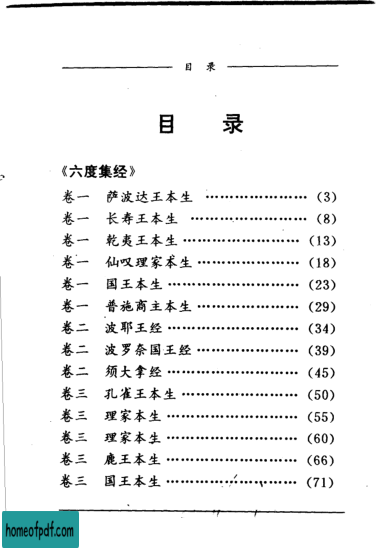 目 录
目 录
《六度集经》
卷一 萨波达王本生 …………………… (3)
卷一 长寿王本生 …………………… (8)
卷一 乾夷王本生 …………………… (13)
卷一 仙叹理家本生 ………………… (18)
卷一 国王本生 ……………………… (23)
卷一 普施商主本生 ………………… (29)
卷二 波耶王经 ……………………… (34)
卷二 波罗奈国王经 ………………… (39)
卷二 须大拿经 ……………………… (45)
卷三 孔雀王本生 …………………… (50)
卷三 理家本生 ……………………… (55)
卷三 理家本生 ……………………… (60)
卷三 鹿王本生 ……………………… (66)
卷三 国王本生 ……………………… (71)
homeofpdf.com